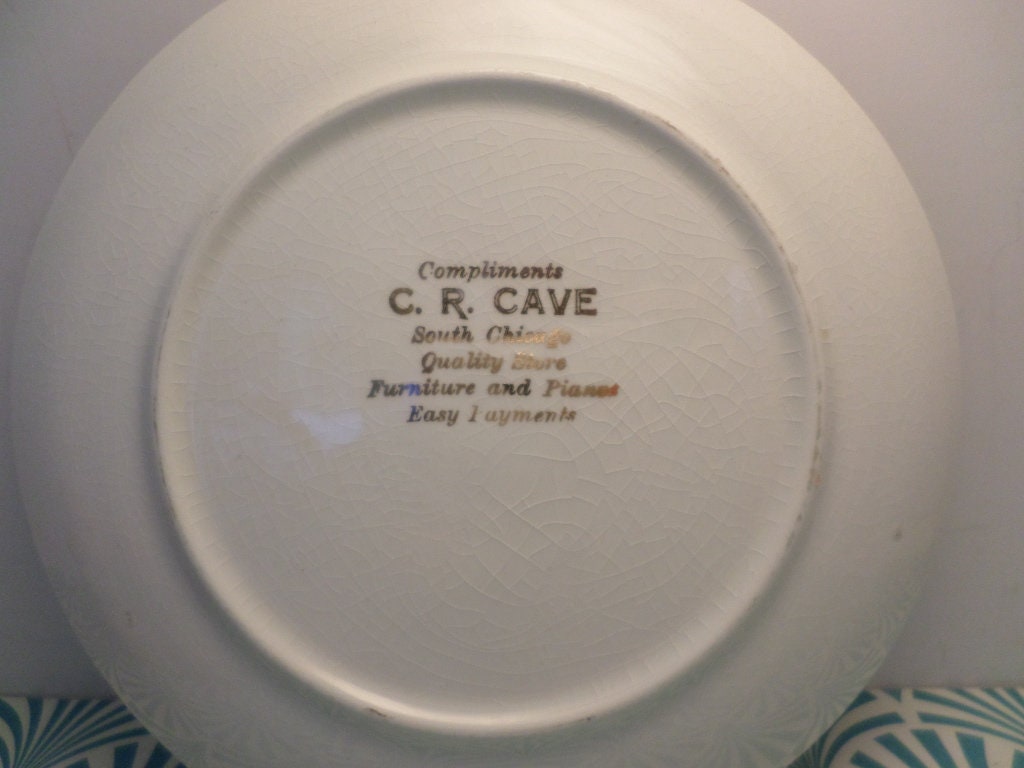 Compliments
C. R. CAVE
South Chicago
Quality Store
Furniture and Pianos
Easy Payments